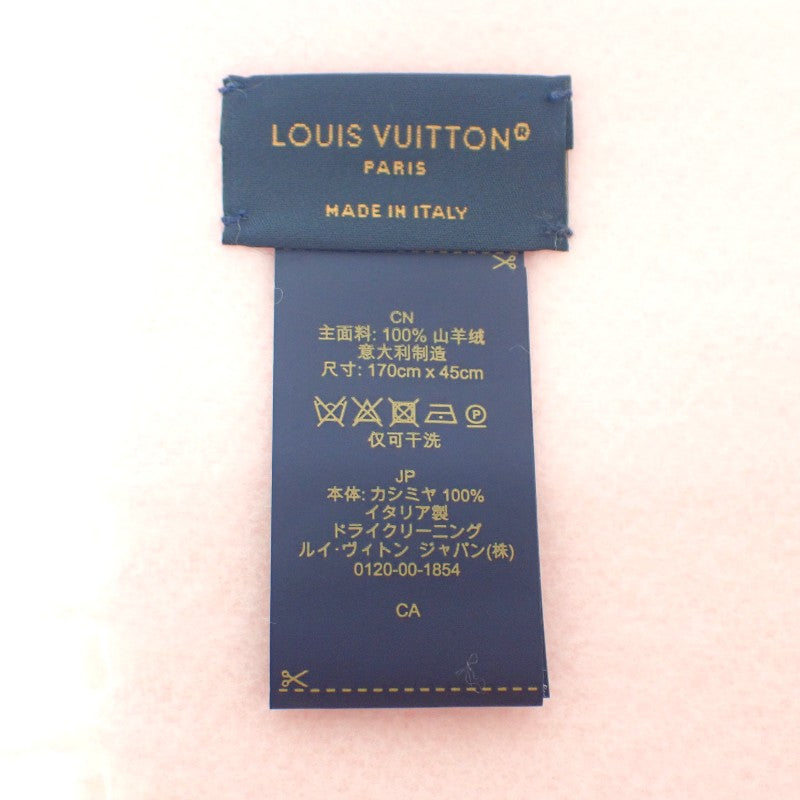 LOUIS VUITTON®
PARIS
MADE IN ITALY
CN
主面料: 100% 山羊绒
意大利制造
尺寸: 170cm x 45cm
P
仅可干洗
JP
本体: カシミヤ 100%
イタリア製
ドライクリーニング
ルイ･ヴィトン ジャパン(株)
0120-00-1854
CA